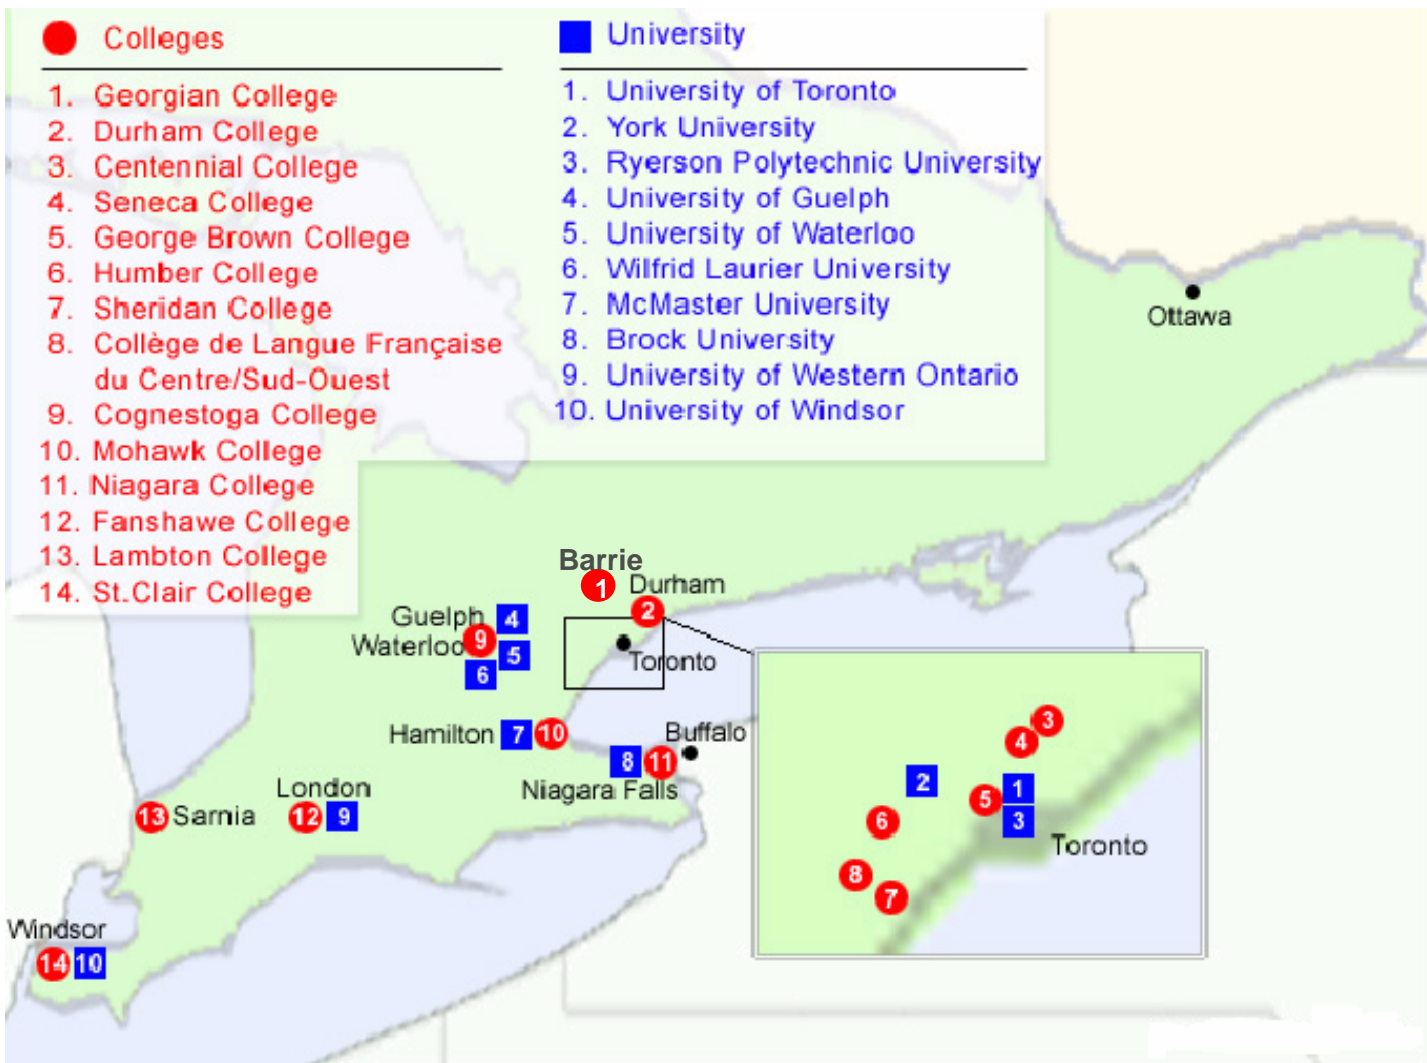 Colleges
1. Georgian College
2. Durham College
3. Centennial College
4. Seneca College
5. George Brown College
6. Humber College
7. Sheridan College
8. Collège de Langue Française
du Centre/Sud-Ouest
9. Cognestoga College
10. Mohawk College
11. Niagara College
12. Fanshawe College
13. Lambton College
14. St.Clair College
University
1. University of Toronto
2. York University
3. Ryerson Polytechnic University
4. University of Guelph
5. University of Waterloo
6. Wilfrid Laurier University
7. McMaster University
8. Brock University
9. University of Western Ontario
10. University of Windsor
Ottawa
Barrie
1
Durham
2
Guelph 4
Waterloo 9
5
6
Toronto
Hamilton 7 10
Buffalo
8 11
Niagara Falls
London
13 Sarnia
12 9
Windsor
14 10
3
4
2
5 1
6
3
Toronto
8
7